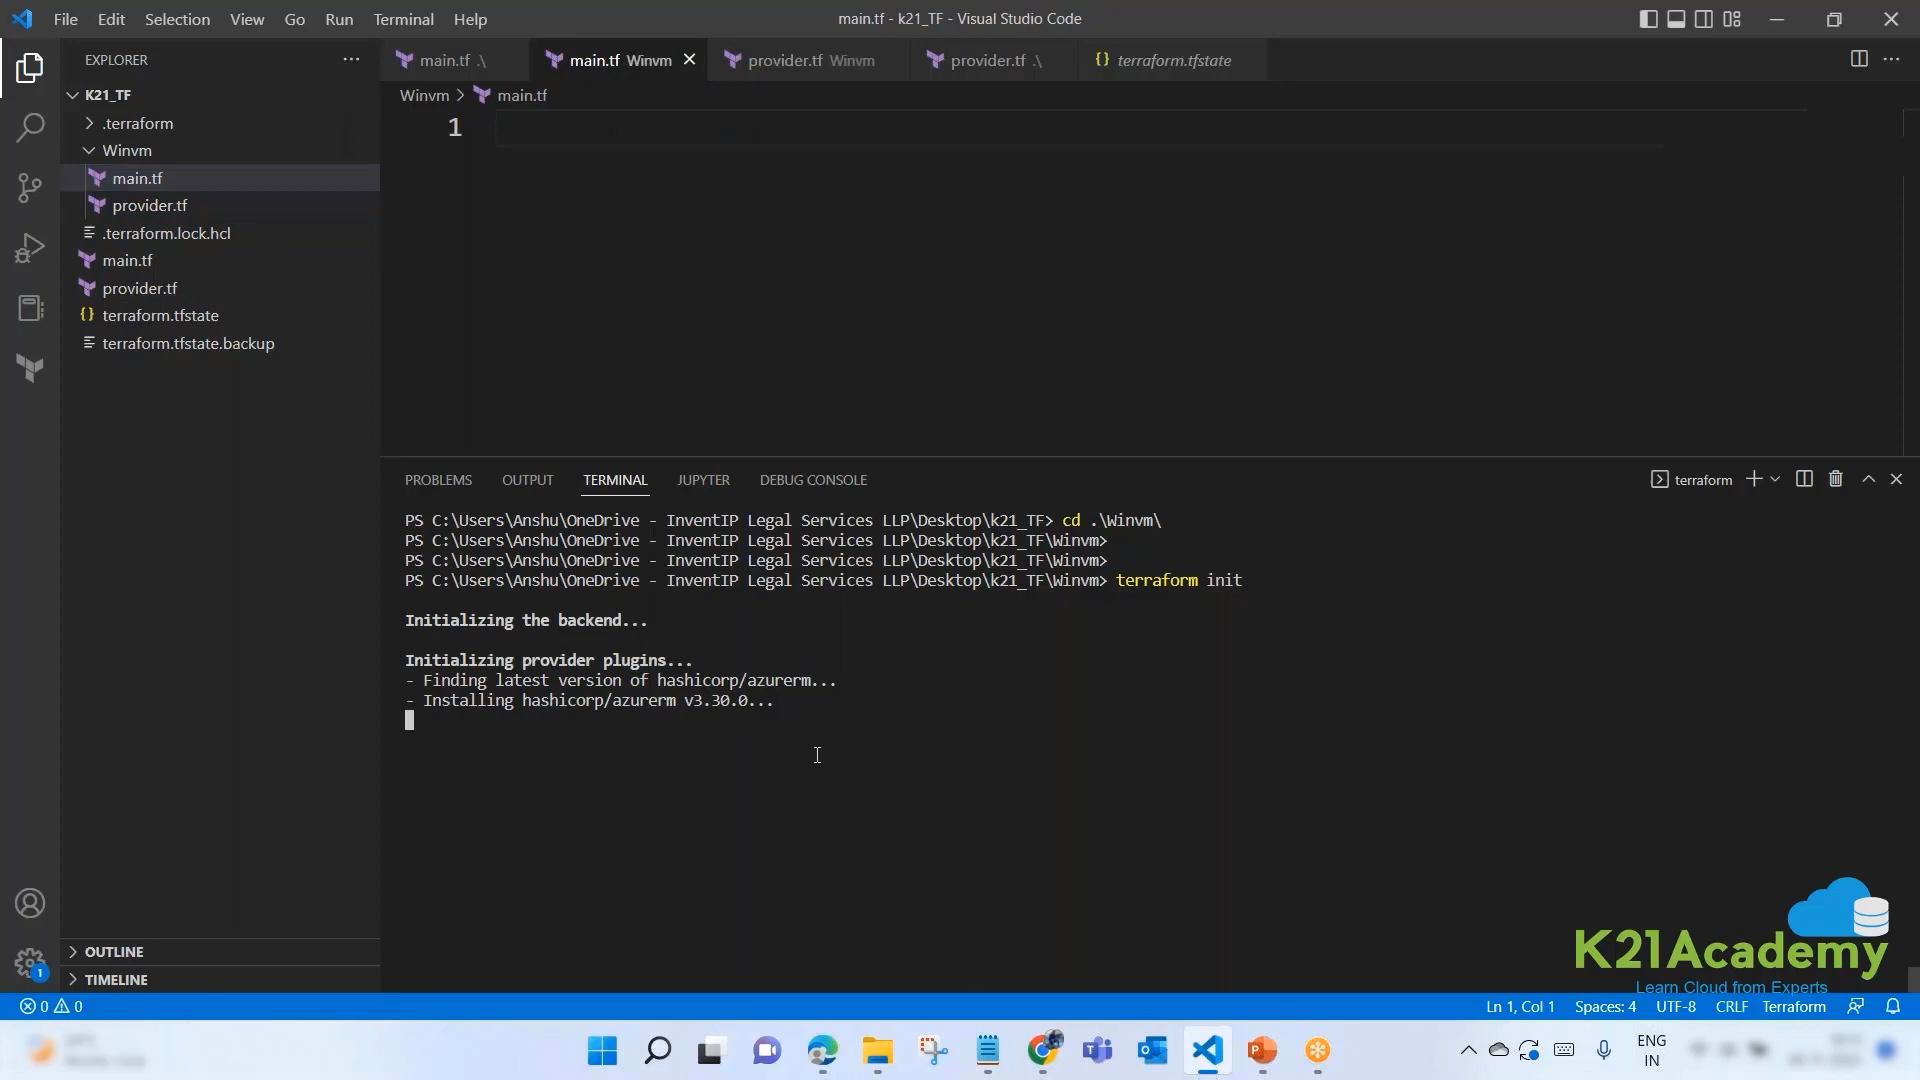 File Edit Selection View Go Run Terminal Help
main.tf - k21_TF - Visual Studio Code
EXPLORER
main.tf .\
main.tf Winvm
provider.tf Winvm
provider.tf .\
{} terraform.tfstate
K21_TF
Winvm > main.tf
.terraform
1
Winvm
main.tf
provider.tf
.terraform.lock.hcl
main.tf
provider.tf
{} terraform.tfstate
terraform.tfstate.backup
PROBLEMS OUTPUT TERMINAL JUPYTER DEBUG CONSOLE
terraform
PS C:\Users\Anshu\OneDrive - InventIP Legal Services LLP\Desktop\k21_TF> cd .\Winvm\
PS C:\Users\Anshu\OneDrive - InventIP Legal Services LLP\Desktop\k21_TF\Winvm>
PS C:\Users\Anshu\OneDrive - InventIP Legal Services LLP\Desktop\k21_TF\Winvm>
PS C:\Users\Anshu\OneDrive - InventIP Legal Services LLP\Desktop\k21_TF\Winvm> terraform init
Initializing the backend...
Initializing provider plugins...
- Finding latest version of hashicorp/azurerm...
- Installing hashicorp/azurerm v3.30.0...
OUTLINE
TIMELINE
1
K21Academy
Learn Cloud from Experts
0 0
Ln 1, Col 1 Spaces: 4 UTF-8 CRLF Terraform
ENG
IN